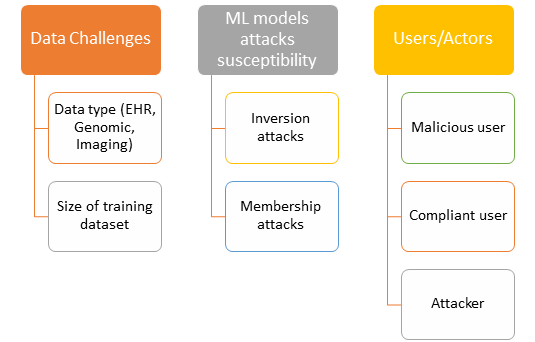 Data Challenges
Data type (EHR,
Genomic,
Imaging)
Size of training
dataset
ML models
attacks
susceptibility
Inversion
attacks
Membership
attacks
Users/Actors
Malicious user
Compliant user
Attacker